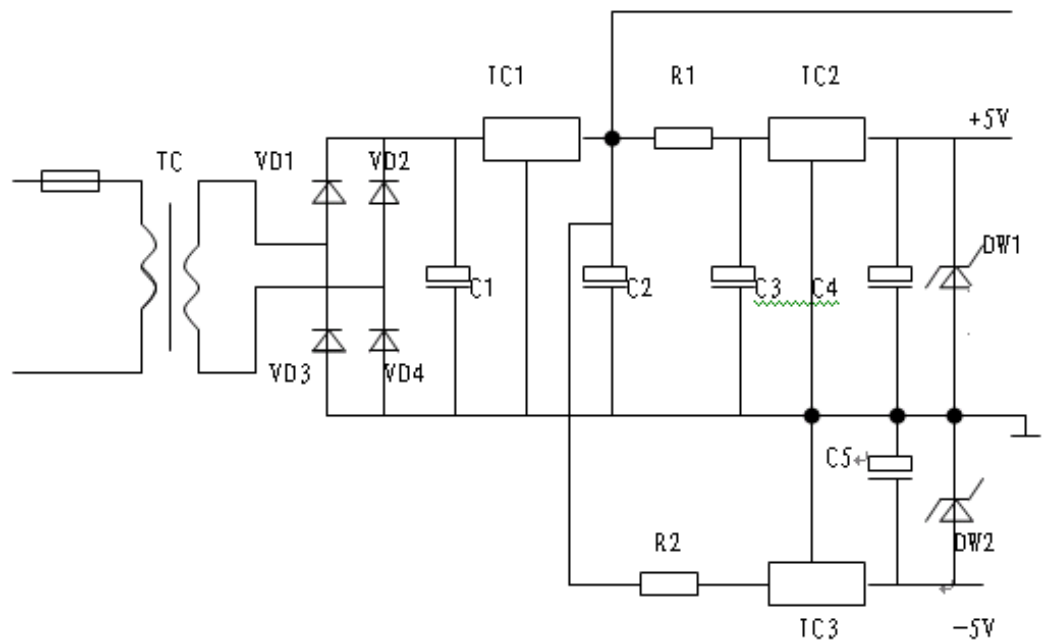 TC1
R1
TC2
+5V
TC
VD1
VD2
DW1
C1
C2
C3
C4
VD3
VD4
C5
R2
DW2
TC3
−5V